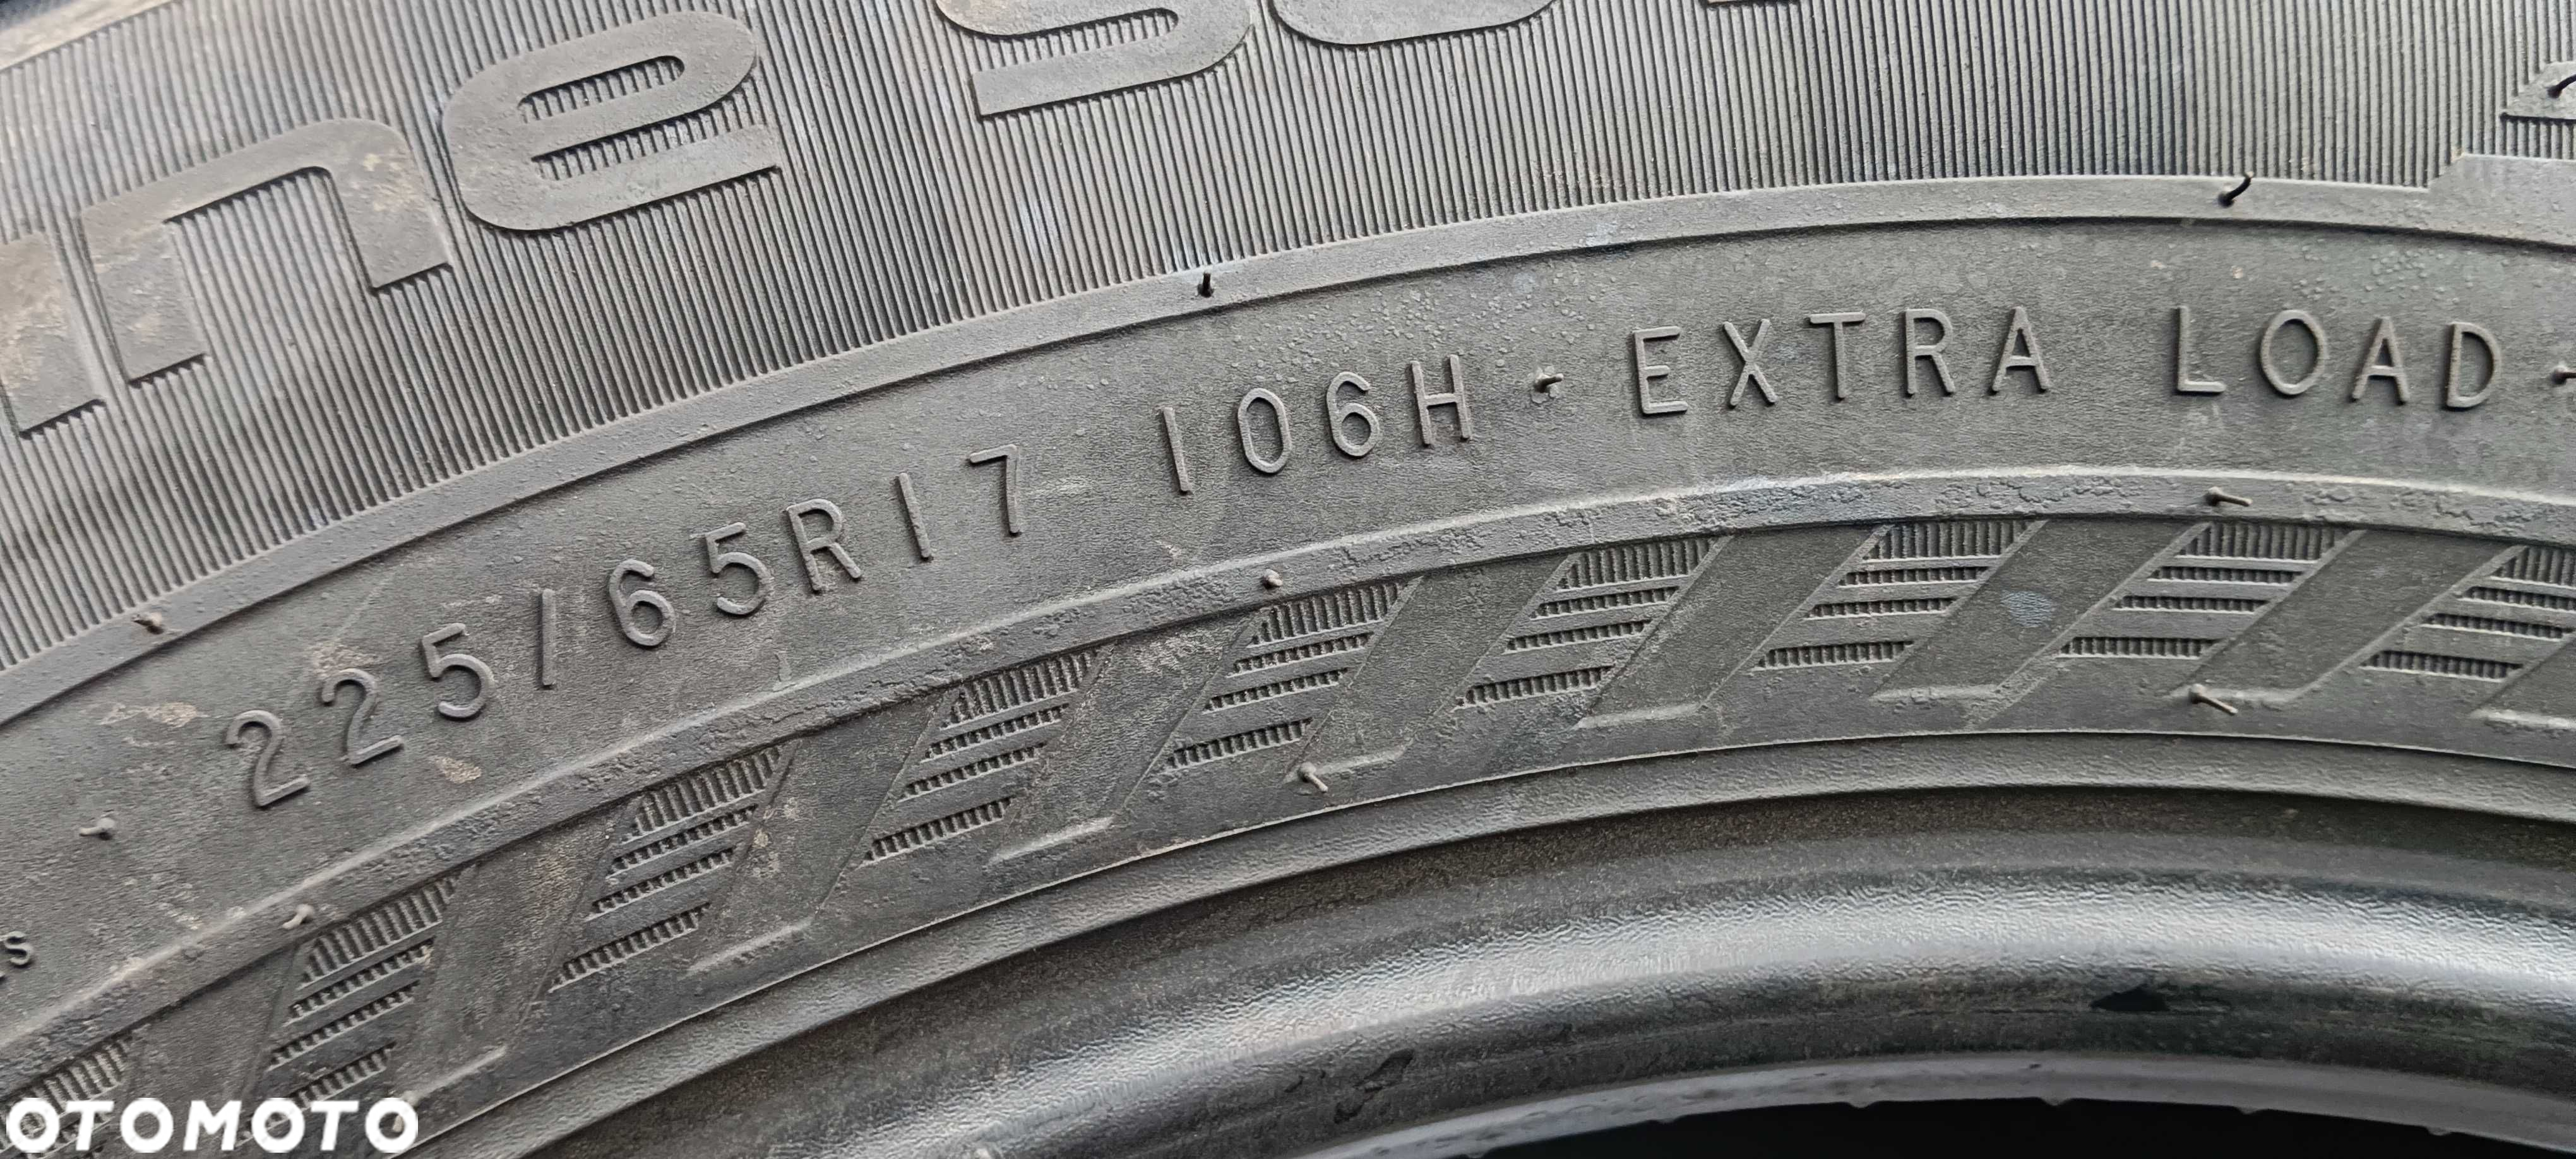 225/65R17 106H · EXTRA LOAD ·
OTOMOTO